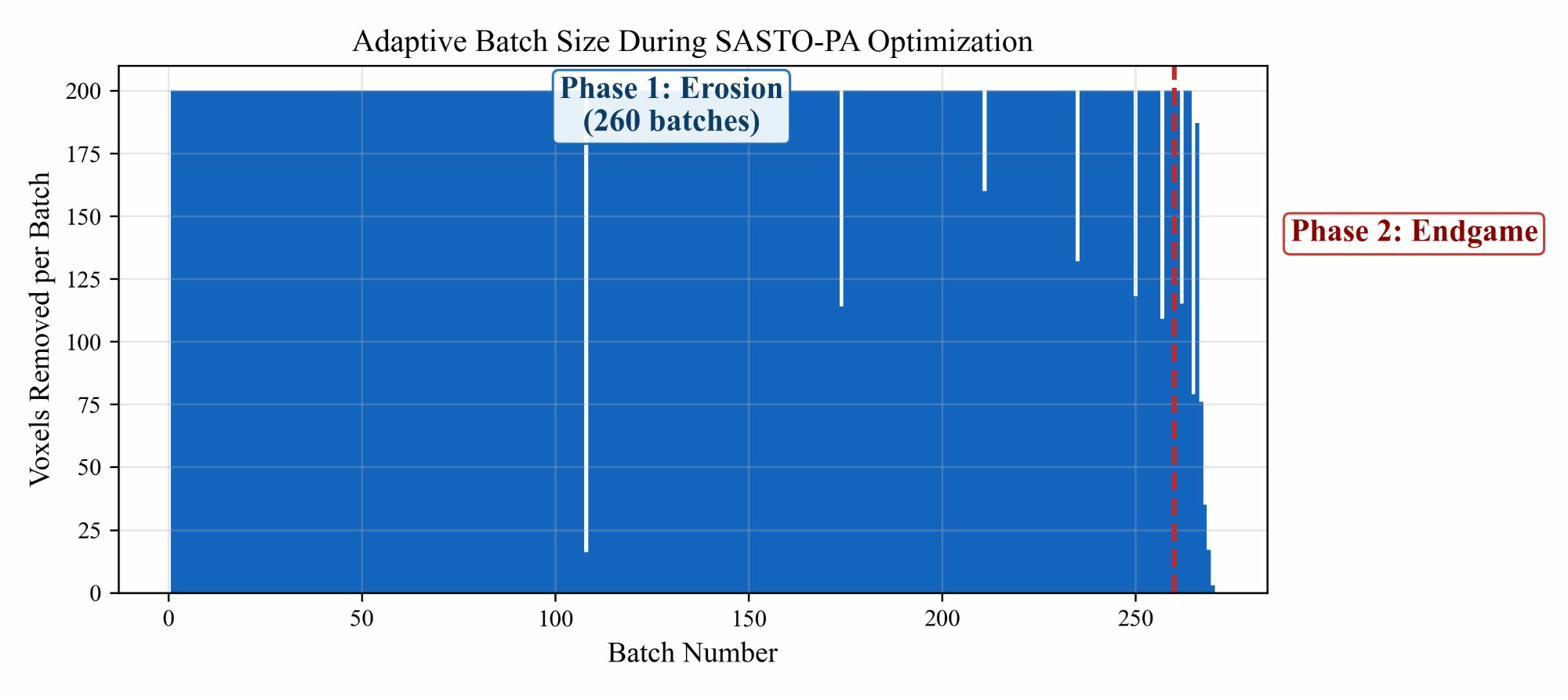 Adaptive Batch Size During SASTO-PA Optimization
Phase 1: Erosion
(260 batches)
Phase 2: Endgame
Voxels Removed per Batch
200
175
150
125
100
75
50
25
0
0 50 100 150 200 250
Batch Number